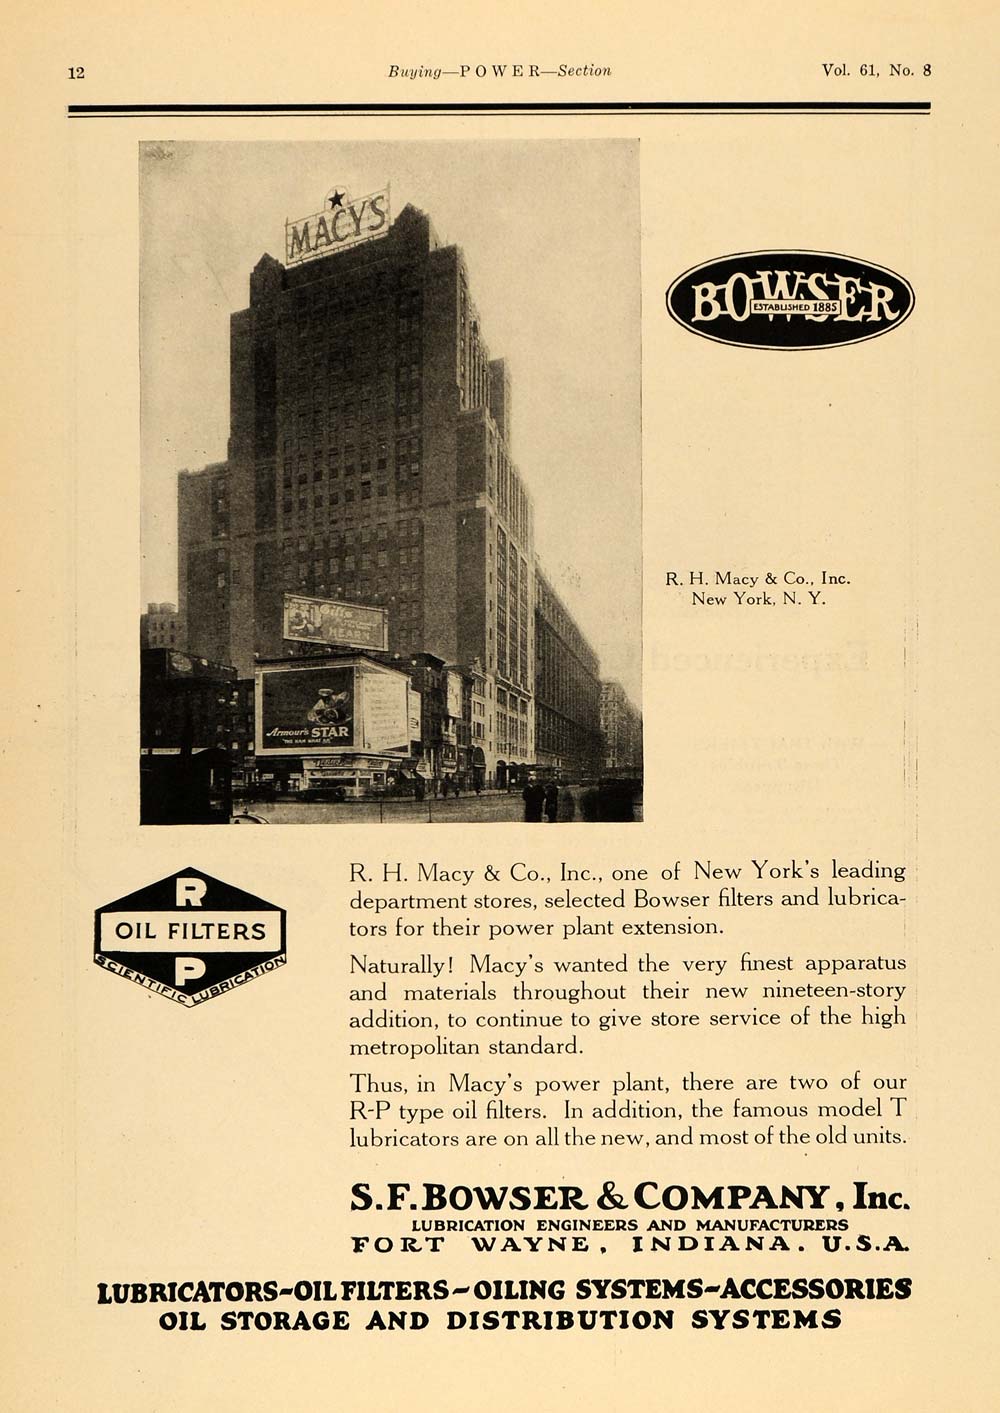 12
Buying—POWER—Section
Vol. 61, No. 8
MACY'S
BOWSER
ESTABLISHED 1885
R. H. Macy & Co., Inc.
New York, N. Y.
HEARN
Armour's STAR
"THE HAM WHAT AM"
R
OIL FILTERS
P
SCIENTIFIC LUBRICATION
R. H. Macy & Co., Inc., one of New York's leading
department stores, selected Bowser filters and lubrica-
tors for their power plant extension.
Naturally! Macy's wanted the very finest apparatus
and materials throughout their new nineteen-story
addition, to continue to give store service of the high
metropolitan standard.
Thus, in Macy's power plant, there are two of our
R-P type oil filters. In addition, the famous model T
lubricators are on all the new, and most of the old units.
S. F. BOWSER & COMPANY, Inc.
LUBRICATION ENGINEERS AND MANUFACTURERS
FORT WAYNE, INDIANA. U.S.A.
LUBRICATORS~OIL FILTERS~OILING SYSTEMS~ACCESSORIES
OIL STORAGE AND DISTRIBUTION SYSTEMS